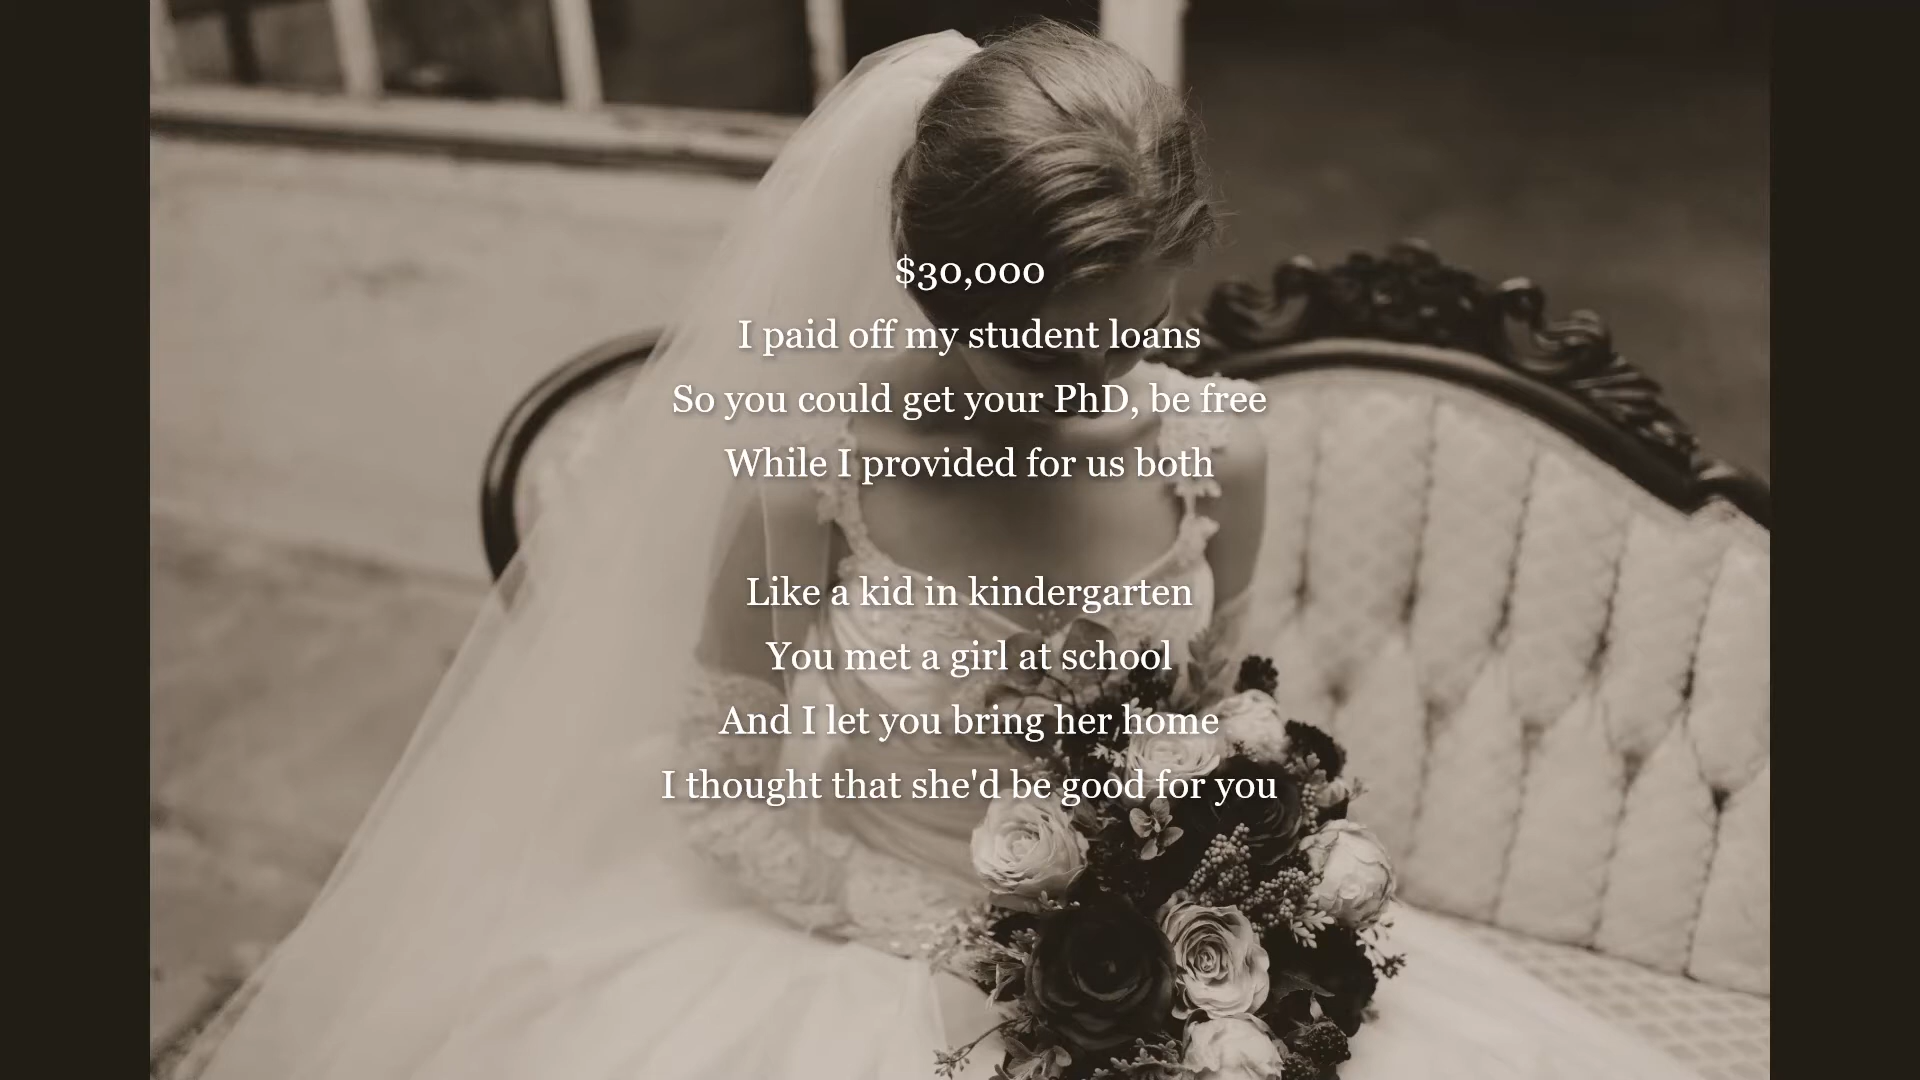 $30,000
I paid off my student loans
So you could get your PhD, be free
While I provided for us both
Like a kid in kindergarten
You met a girl at school
And I let you bring her home
I thought that she'd be good for you